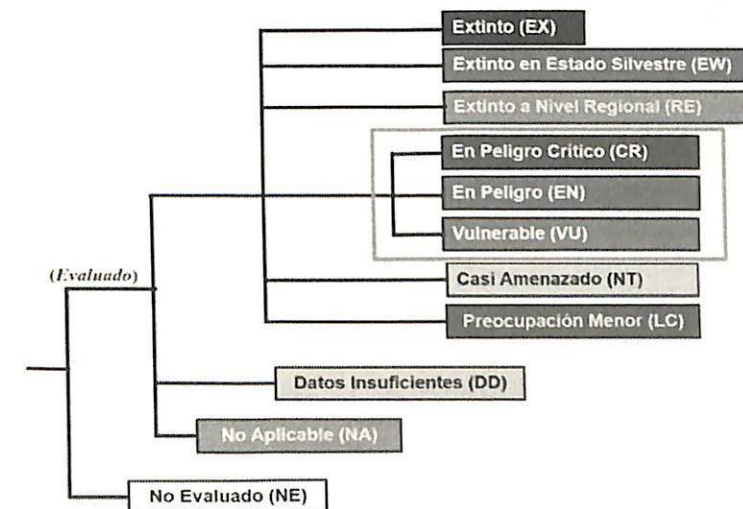 Extinto (EX)
Extinto en Estado Silvestre (EW)
Extinto a Nivel Regional (RE)
En Peligro Crítico (CR)
En Peligro (EN)
Vulnerable (VU)
(Evaluado)
Casi Amenazado (NT)
Preocupación Menor (LC)
Datos Insuficientes (DD)
No Aplicable (NA)
No Evaluado (NE)